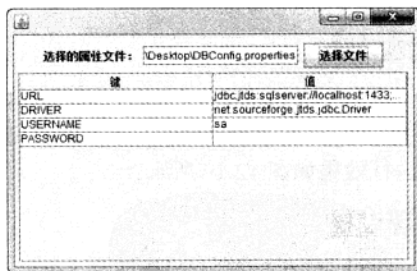 选择的属性文件： \Desktop\DBConfig.properties 选择文件
键 值
URL jdbc:jtds:sqlserver://localhost:1433;...
DRIVER net.sourceforge.jtds.jdbc.Driver
USERNAME sa
PASSWORD